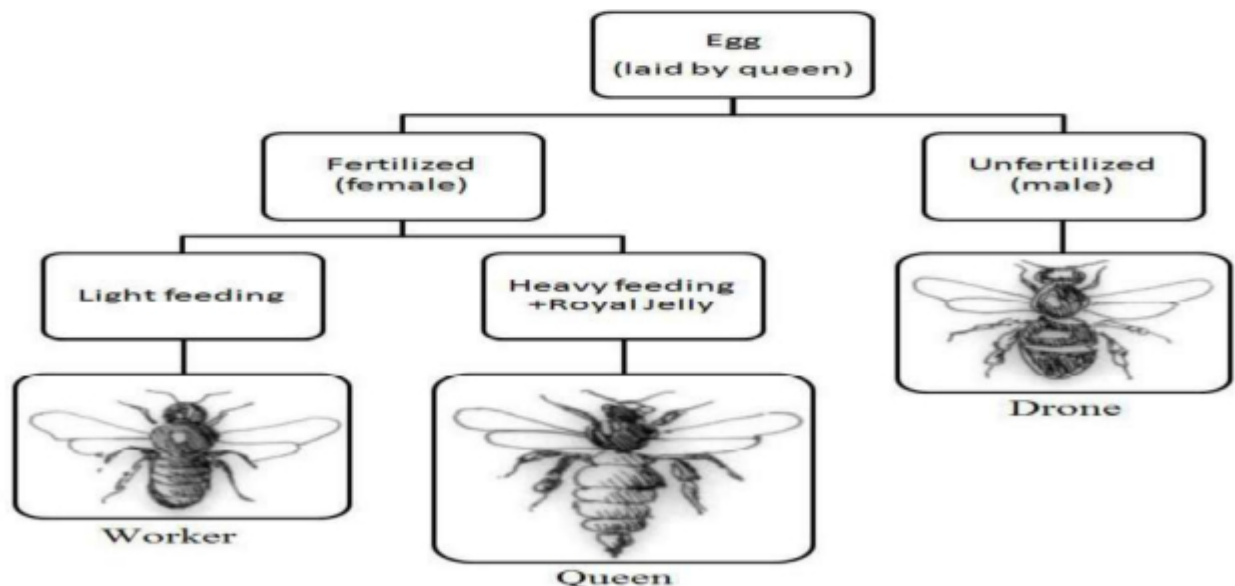 Egg
(laid by queen)
Fertilized
(female)
Unfertilized
(male)
Light feeding
Heavy feeding
+Royal Jelly
Drone
Worker
Queen